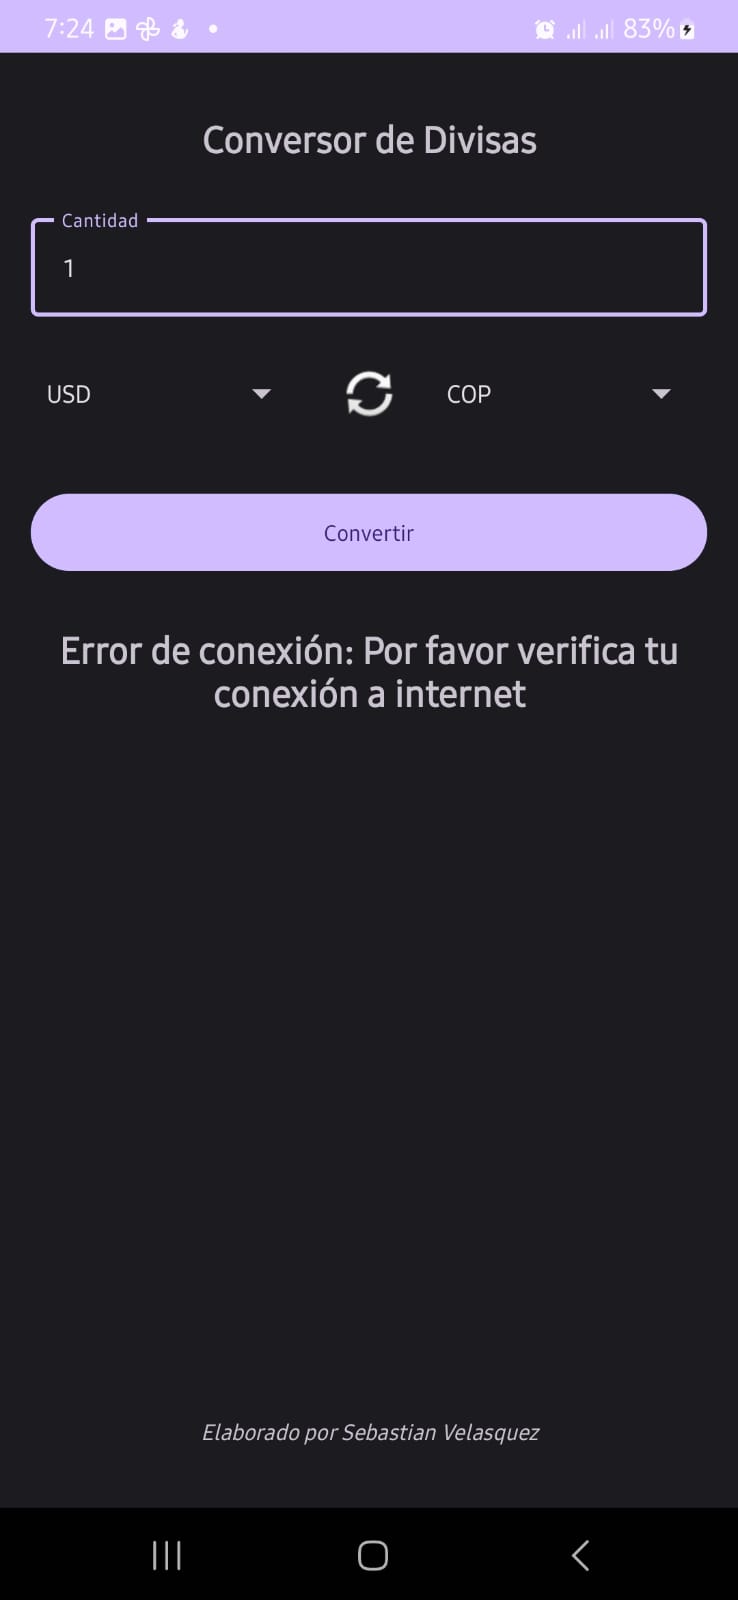 7:24
83%
Conversor de Divisas
Cantidad
1
USD COP
Convertir
Error de conexión: Por favor verifica tu
conexión a internet
Elaborado por Sebastian Velasquez